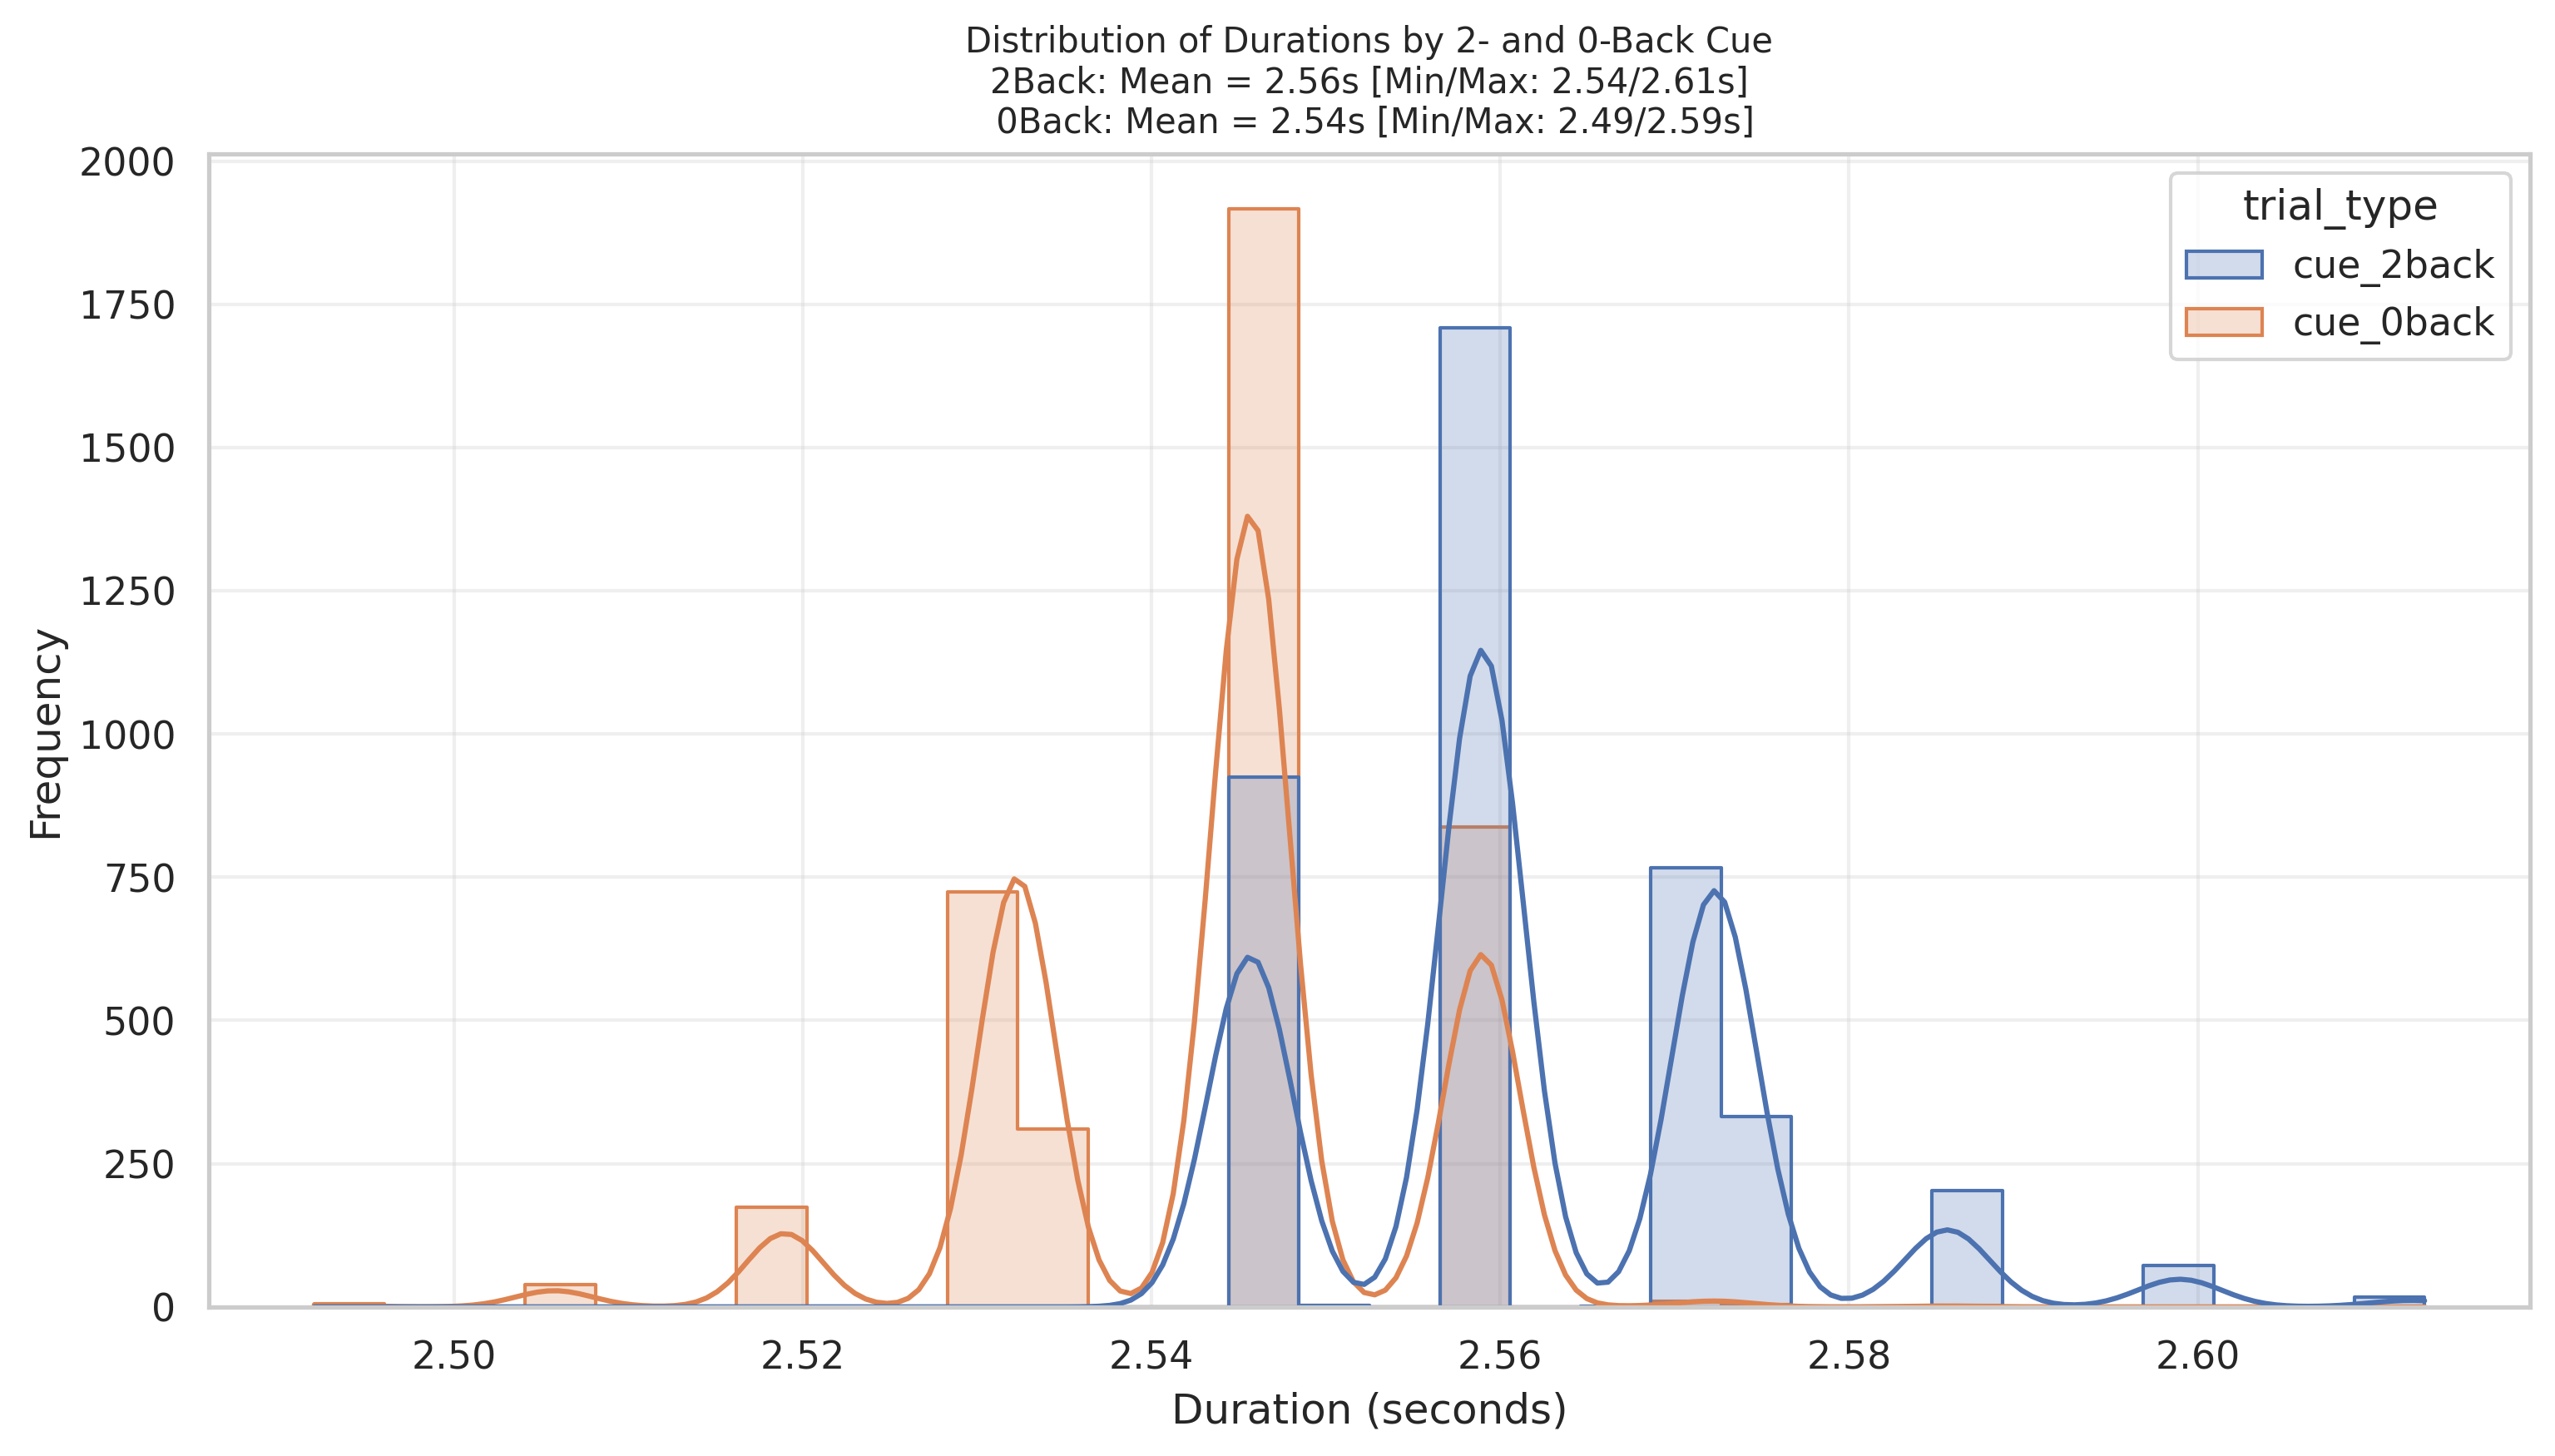 Distribution of Durations by 2- and 0-Back Cue
2Back: Mean = 2.56s [Min/Max: 2.54/2.61s]
0Back: Mean = 2.54s [Min/Max: 2.49/2.59s]
2000
1750
1500
1250
1000
750
500
250
0
Frequency
trial_type
cue_2back
cue_0back
2.50 2.52 2.54 2.56 2.58 2.60
Duration (seconds)